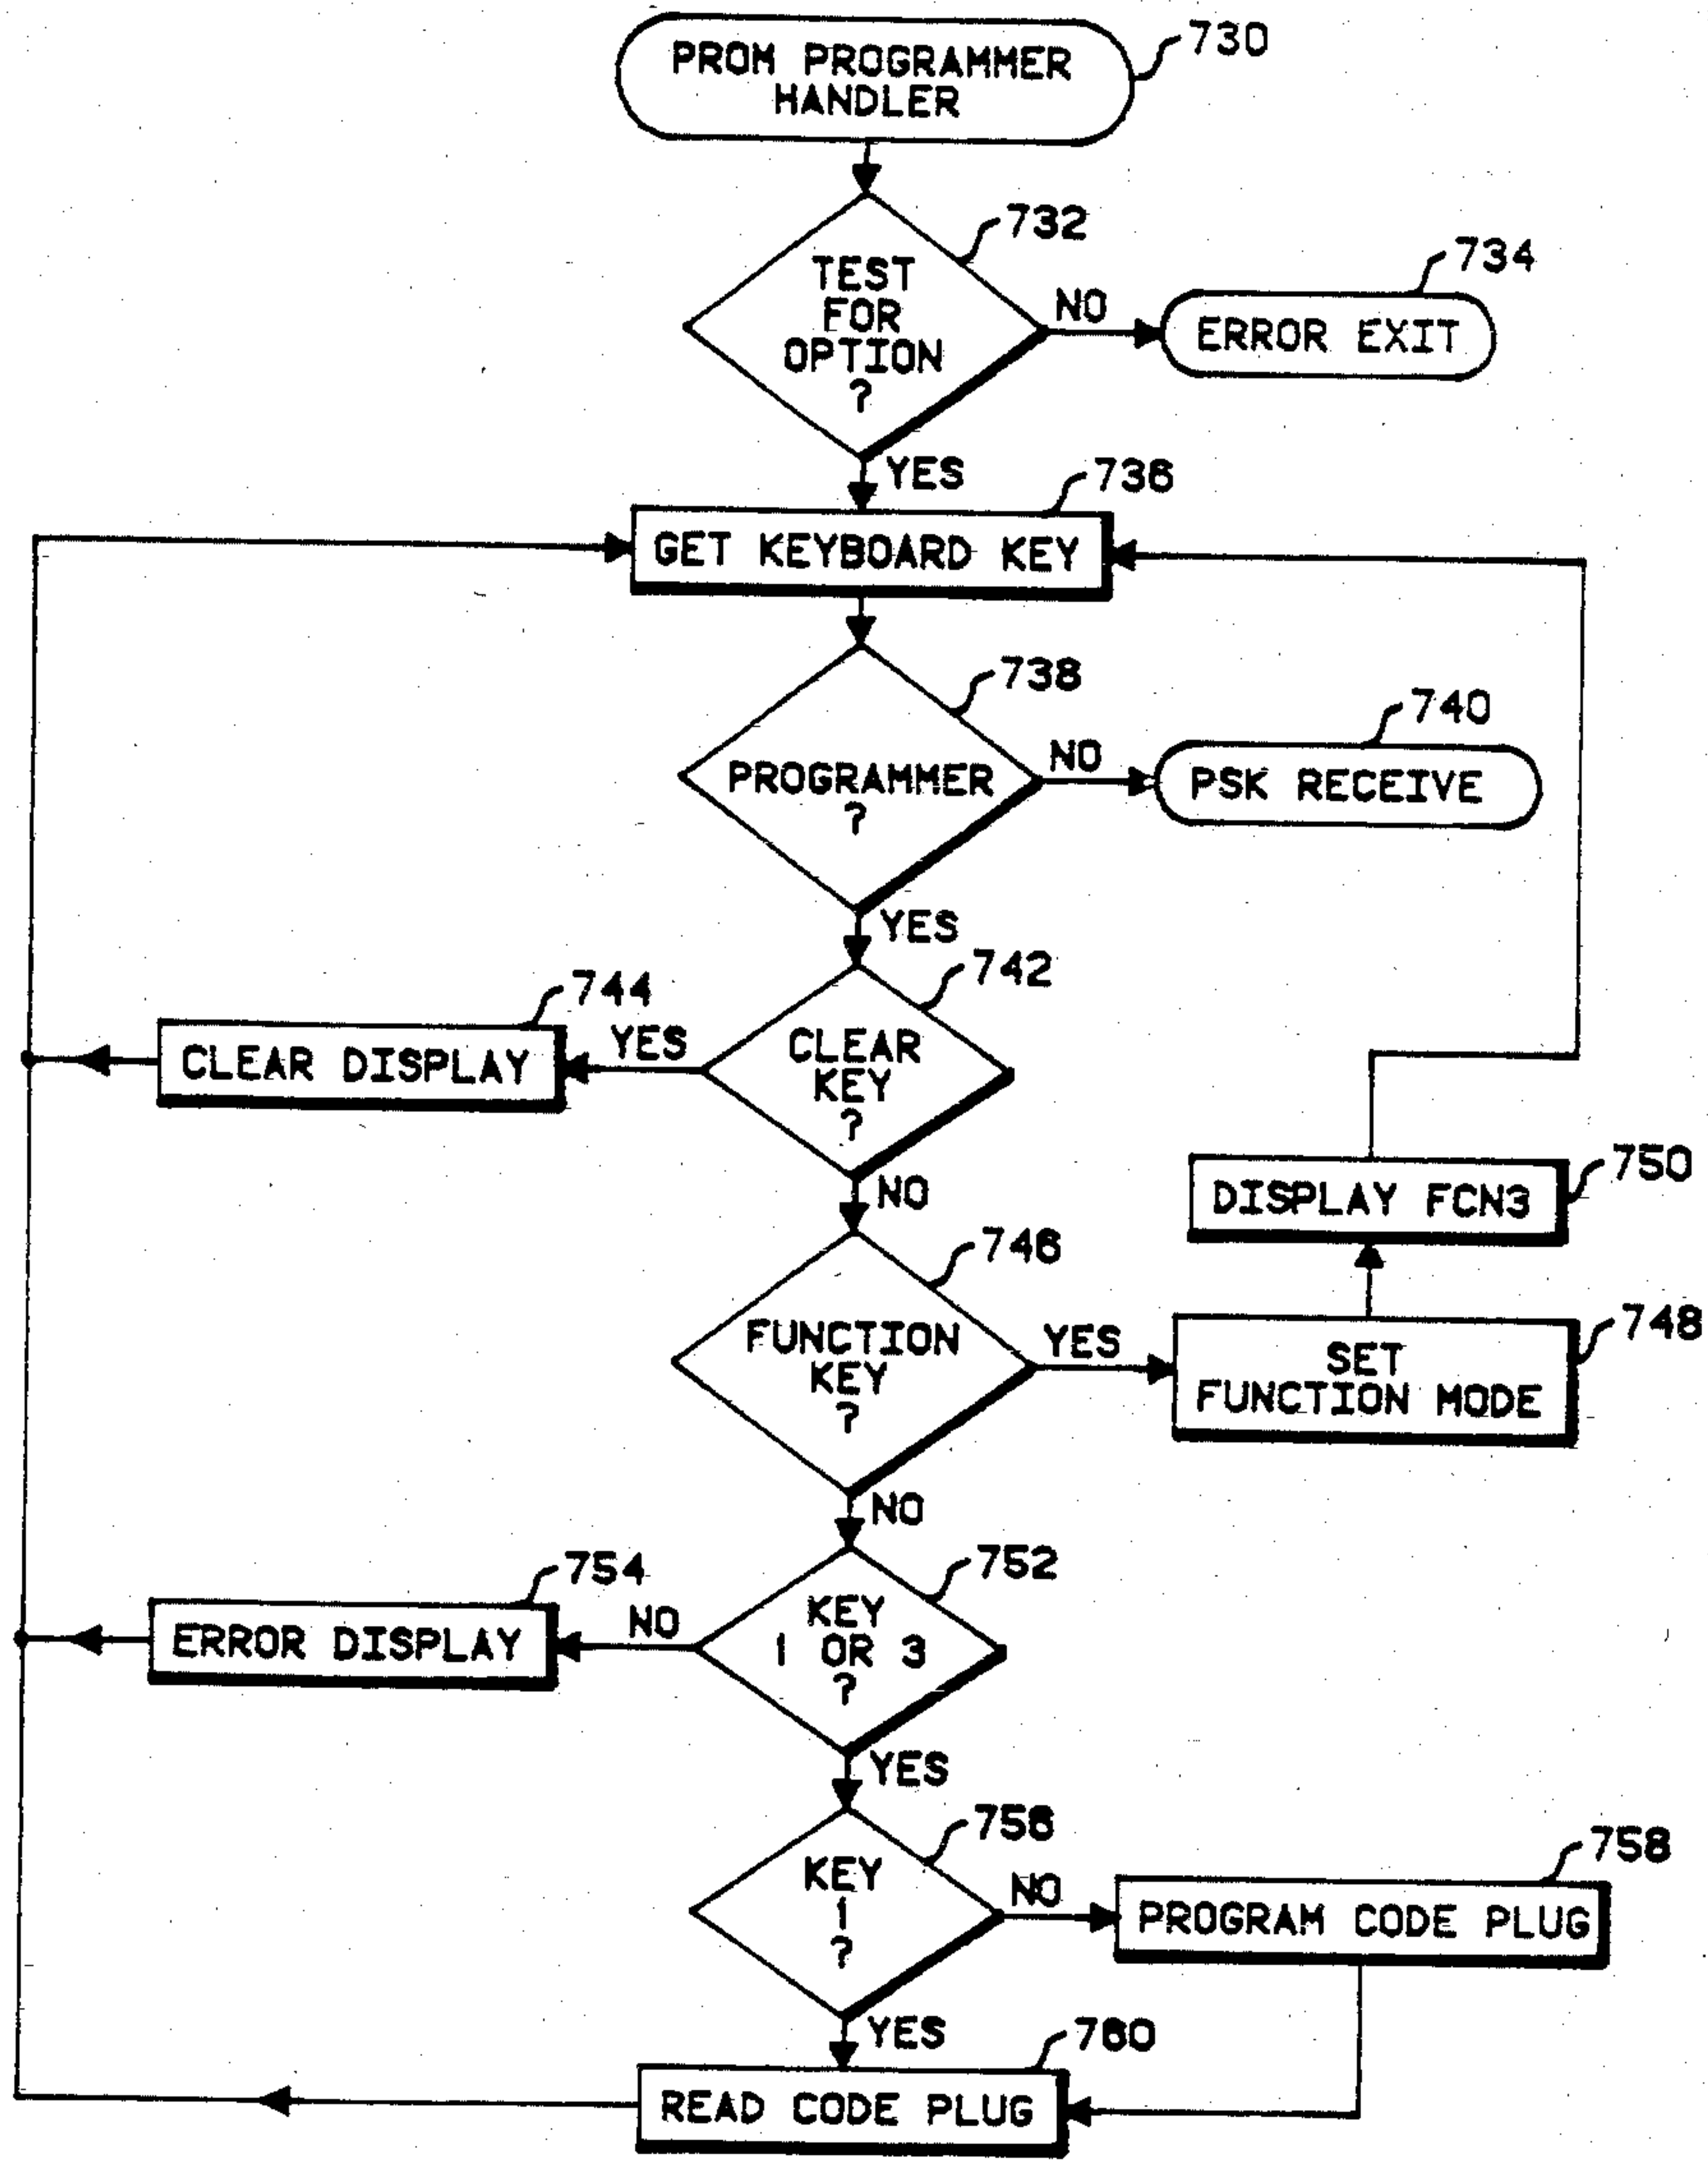 730
PROM PROGRAMMER
HANDLER
732
TEST
FOR
OPTION
?
NO
734
ERROR EXIT
YES
736
GET KEYBOARD KEY
738
PROGRAMMER
?
NO
740
PSK RECEIVE
YES
742
CLEAR
KEY
?
YES
744
CLEAR DISPLAY
NO
746
FUNCTION
KEY
?
YES
748
SET
FUNCTION MODE
750
DISPLAY FCN3
NO
752
KEY
1 OR 3
?
NO
754
ERROR DISPLAY
YES
756
KEY
1
?
NO
758
PROGRAM CODE PLUG
YES
760
READ CODE PLUG